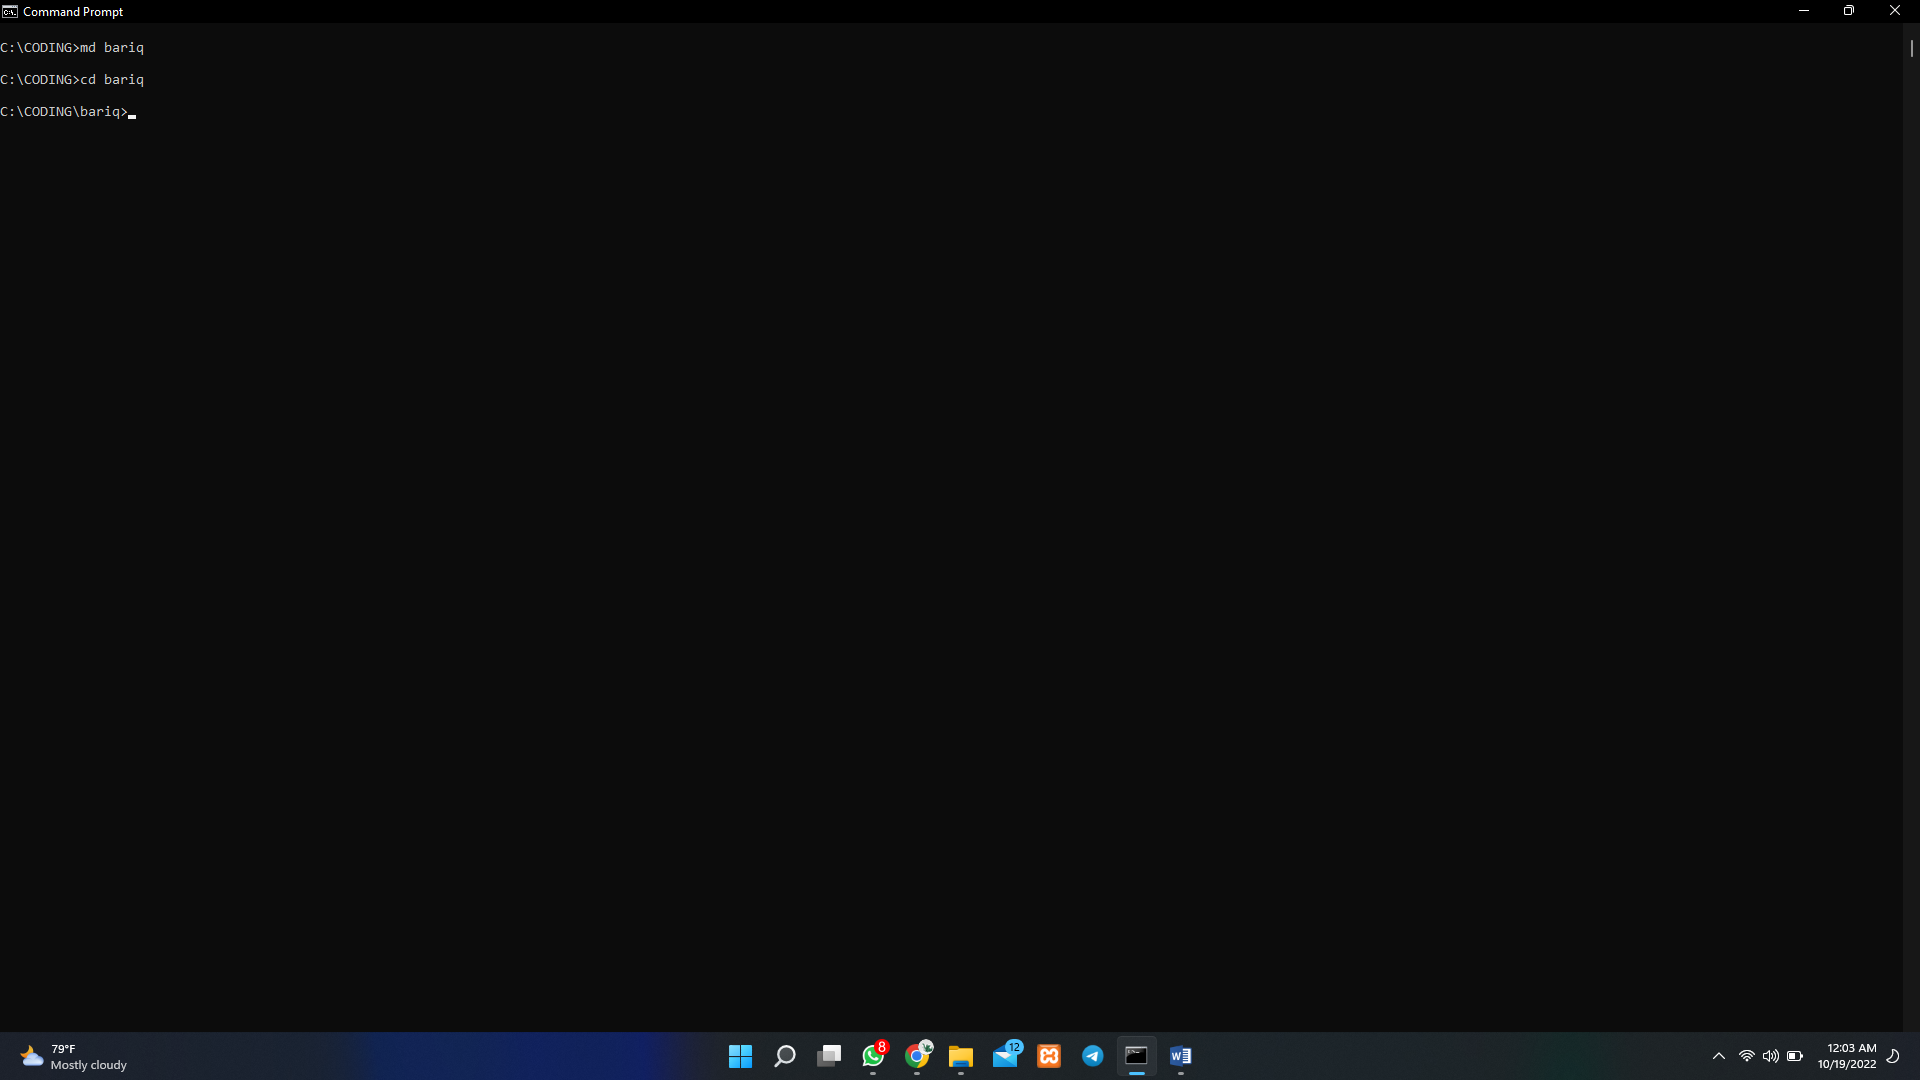 Command Prompt
C:\CODING>md bariq
C:\CODING>cd bariq
C:\CODING\bariq>
79°F
Mostly cloudy
8
12
12:03 AM
10/19/2022